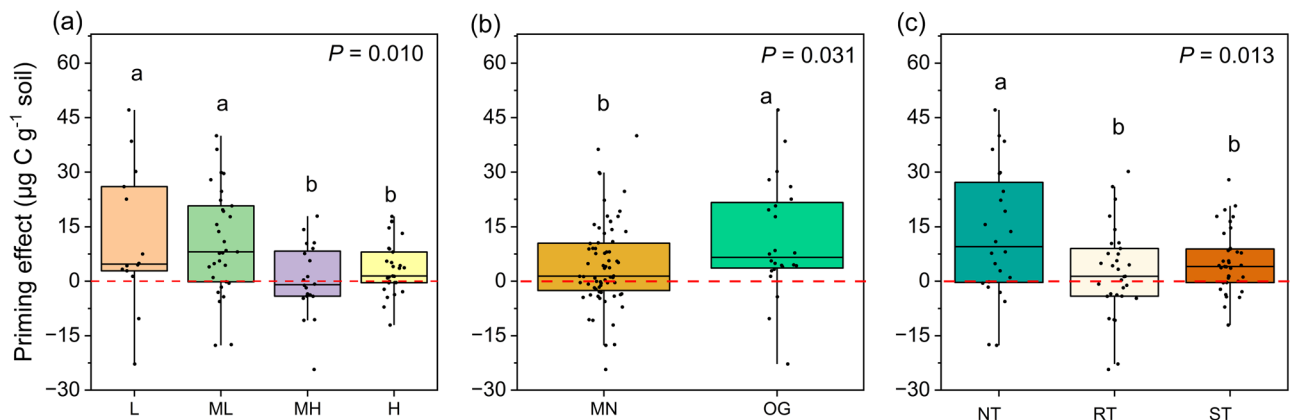 (a)
P = 0.010
Priming effect (μg C g⁻¹ soil)
60
45
30
15
0
−15
−30
a
a
b
b
L ML MH H
(b)
P = 0.031
60
45
30
15
0
−15
−30
b
a
MN OG
(c)
P = 0.013
60
45
30
15
0
−15
−30
a
b
b
NT RT ST